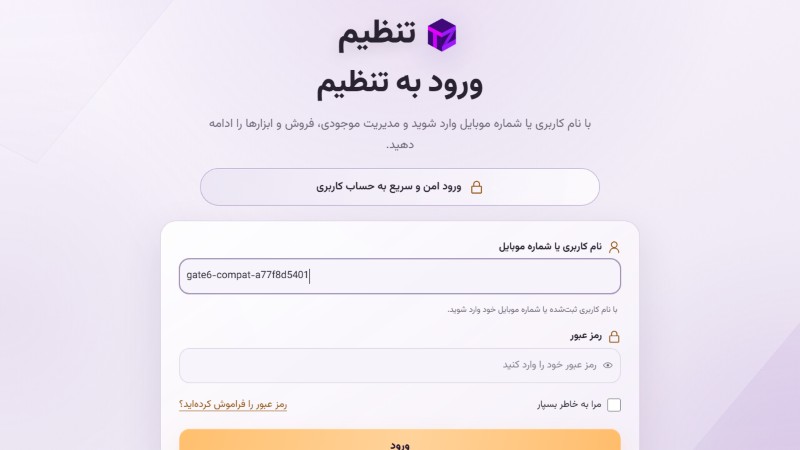 تنظیم
ورود به تنظیم
با نام کاربری یا شماره موبایل وارد شوید و مدیریت موجودی، فروش و ابزارها را ادامه
دهید.
ورود امن و سریع به حساب کاربری
نام کاربری یا شماره موبایل
gate6-compat-a77f8d5401
با نام کاربری ثبت‌شده یا شماره موبایل خود وارد شوید.
رمز عبور
رمز عبور خود را وارد کنید
مرا به خاطر بسپار
رمز عبور را فراموش کرده‌اید؟
ورود